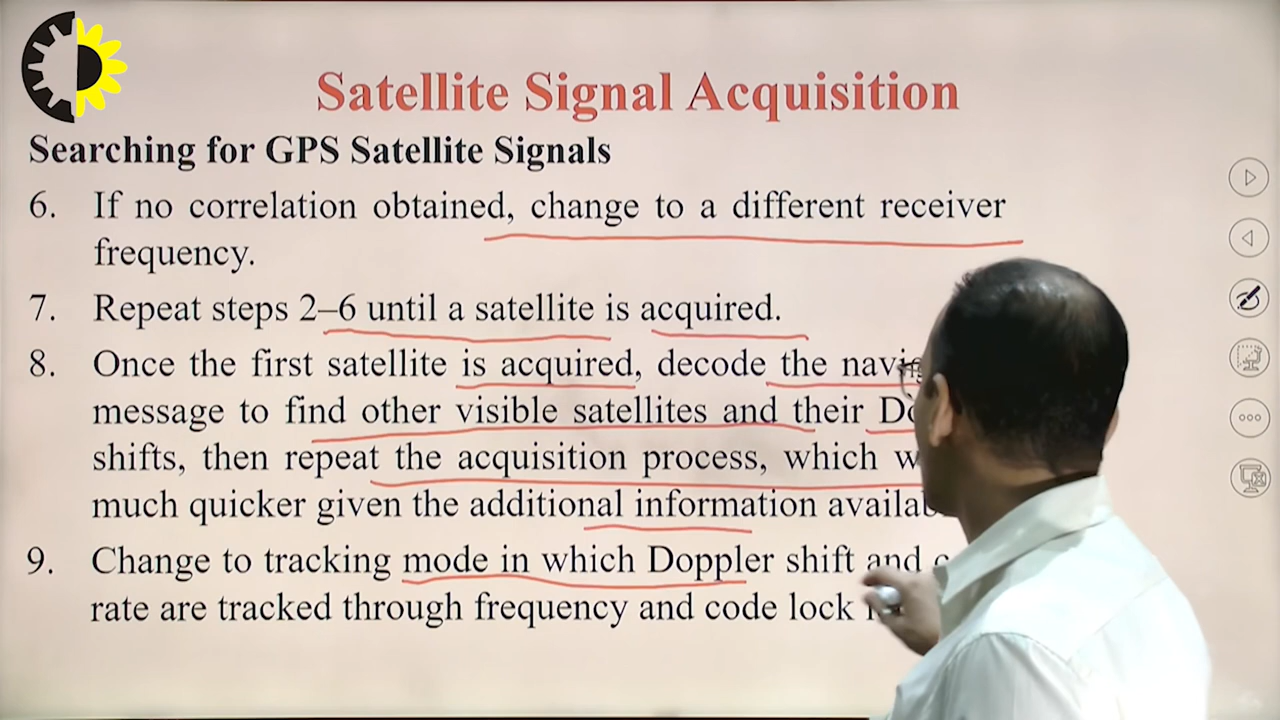 Satellite Signal Acquisition
Searching for GPS Satellite Signals
6. If no correlation obtained, change to a different receiver
frequency.
7. Repeat steps 2–6 until a satellite is acquired.
8. Once the first satellite is acquired, decode the
message to find other visible satellites and their
shifts, then repeat the acquisition process, which
much quicker given the additional information
9. Change to tracking mode in which Doppler shift and
rate are tracked through frequency and code lock